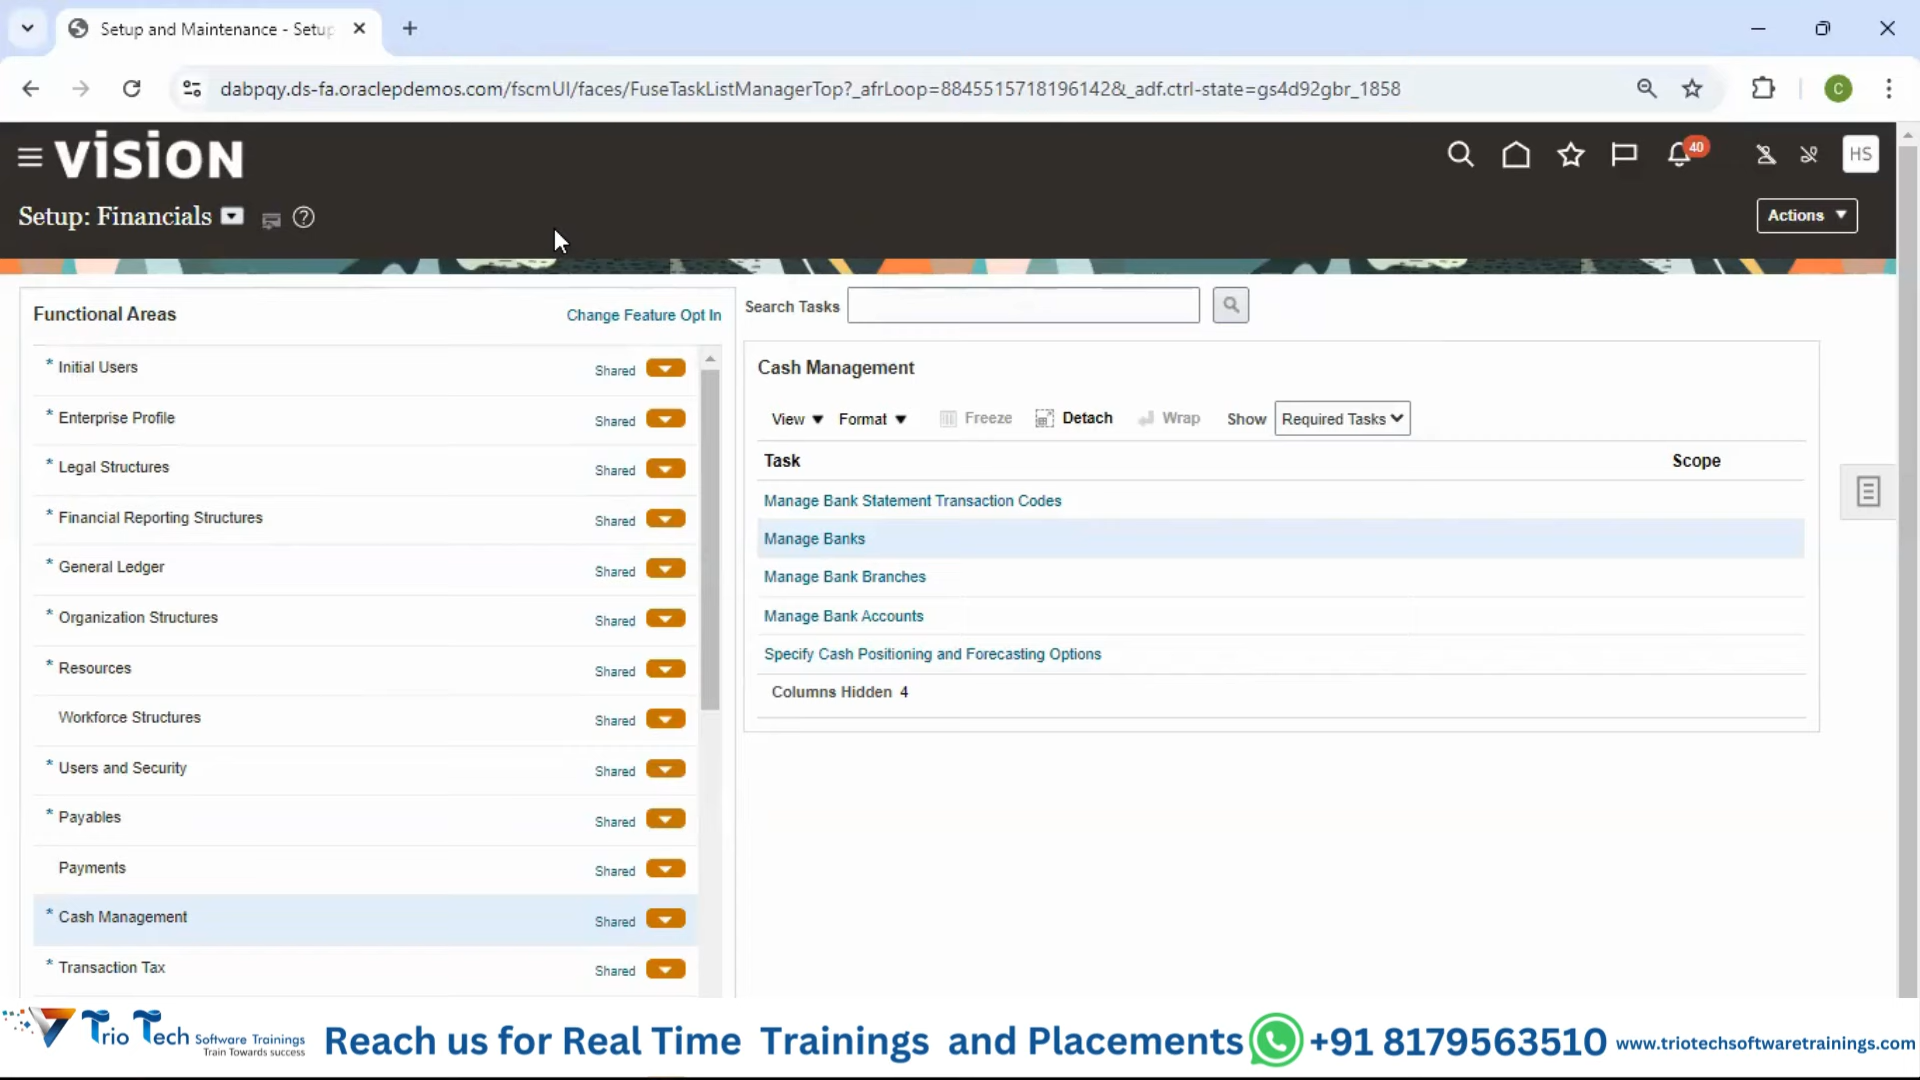 Setup and Maintenance - Setup
dabpqy.ds-fa.oraclepdemos.com/fscmUI/faces/FuseTaskListManagerTop?_afrLoop=88455157181961428&_adf.ctrl-state=gs4d92gbr_1858
C
VISION
40
HS
Setup: Financials
Actions
Functional Areas
Change Feature Opt In
* Initial Users Shared
* Enterprise Profile Shared
* Legal Structures Shared
* Financial Reporting Structures Shared
* General Ledger Shared
* Organization Structures Shared
* Resources Shared
Workforce Structures Shared
* Users and Security Shared
* Payables Shared
Payments Shared
* Cash Management Shared
* Transaction Tax Shared
Search Tasks
Cash Management
View Format Freeze Detach Wrap Show Required Tasks
Task Scope
Manage Bank Statement Transaction Codes
Manage Banks
Manage Bank Branches
Manage Bank Accounts
Specify Cash Positioning and Forecasting Options
Columns Hidden 4
Trio Tech Software Trainings
Train Towards success
Reach us for Real Time Trainings and Placements +91 8179563510 www.triotechsoftwaretrainings.com